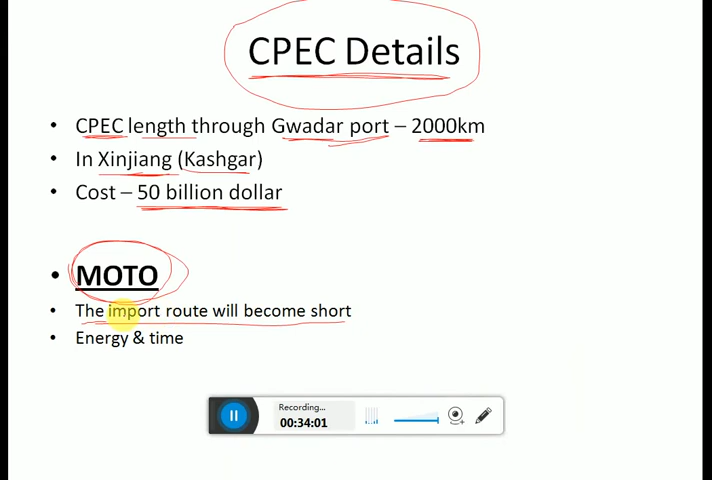 CPEC Details
• CPEC length through Gwadar port – 2000km
• In Xinjiang (Kashgar)
• Cost – 50 billion dollar
• MOTO
• The import route will become short
• Energy & time
Recording...
00:34:01